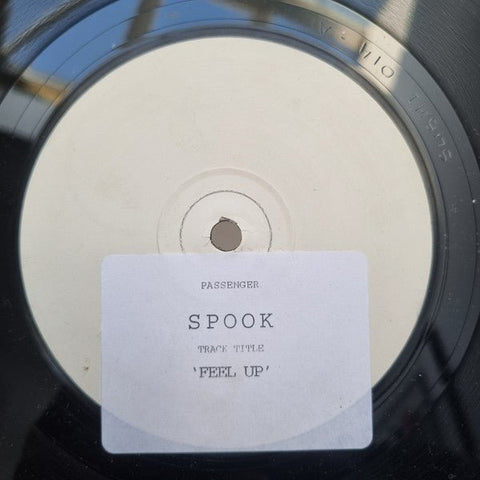 PASSENGER
SPOOK
TRACK TITLE
'FEEL UP'